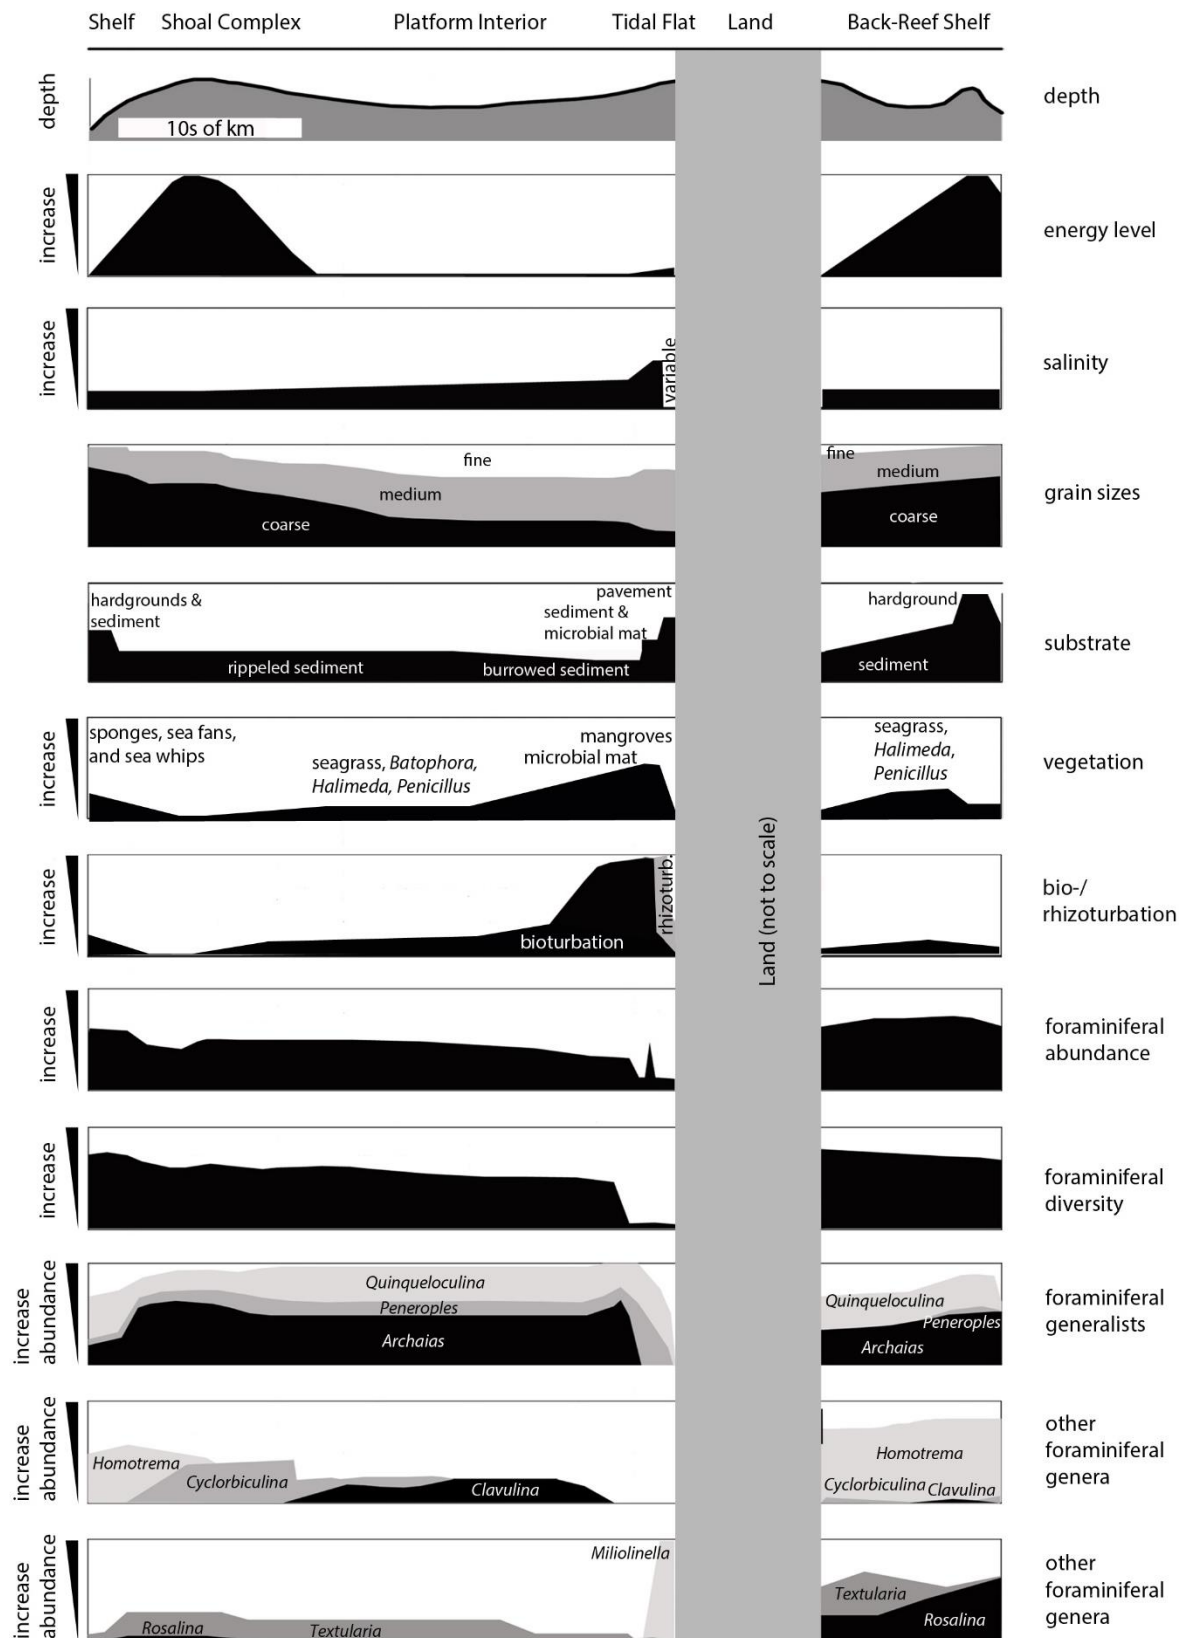 Shelf Shoal Complex Platform Interior Tidal Flat Land Back-Reef Shelf
depth
10s of km
depth
increase
energy level
increase
variable
salinity
fine
medium
coarse
fine
medium
coarse
grain sizes
hardgrounds &
sediment
rippeled sediment
burrowed sediment
pavement
sediment &
microbial mat
hardground
sediment
substrate
increase
sponges, sea fans,
and sea whips
seagrass, Batophora,
Halimeda, Penicillus
mangroves
microbial mat
seagrass,
Halimeda,
Penicillus
vegetation
Land (not to scale)
increase
bioturbation
rhizoturb.
bio-/
rhizoturbation
increase
foraminiferal
abundance
increase
foraminiferal
diversity
increase
abundance
Quinqueloculina
Peneroples
Archaias
Quinqueloculina
Peneroples
Archaias
foraminiferal
generalists
increase
abundance
Homotrema
Cyclorbiculina
Clavulina
Homotrema
Cyclorbiculina
Clavulina
other
foraminiferal
genera
increase
abundance
Rosalina
Textularia
Miliolinella
Textularia
Rosalina
other
foraminiferal
genera